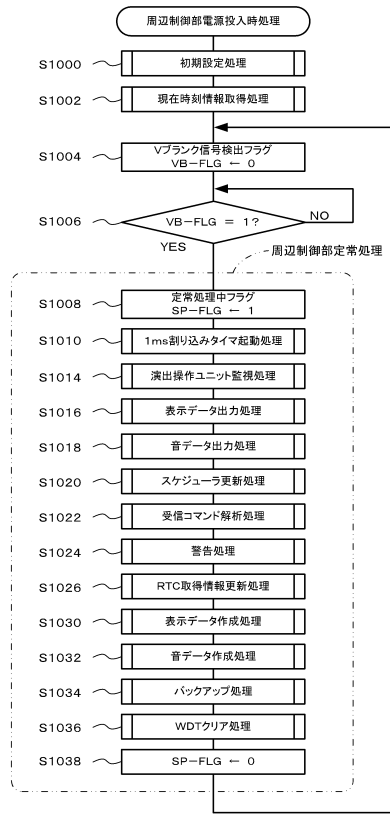 周辺制御部電源投入時処理
S1000 初期設定処理
S1002 現在時刻情報取得処理
S1004 Vブランク信号検出フラグ
VB-FLG ← 0
S1006 VB-FLG = 1?
NO
YES
周辺制御部定常処理
S1008 定常処理中フラグ
SP-FLG ← 1
S1010 1ms割り込みタイマ起動処理
S1014 演出操作ユニット監視処理
S1016 表示データ出力処理
S1018 音データ出力処理
S1020 スケジューラ更新処理
S1022 受信コマンド解析処理
S1024 警告処理
S1026 RTC取得情報更新処理
S1030 表示データ作成処理
S1032 音データ作成処理
S1034 バックアップ処理
S1036 WDTクリア処理
S1038 SP-FLG ← 0